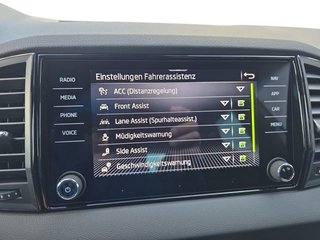 RADIO
MEDIA
PHONE
VOICE
Einstellungen Fahrerassistenz
ACC (Distanzregelung)
Front Assist
Lane Assist (Spurhalteassist.)
Müdigkeitswarnung
Side Assist
Geschwindigkeitswarnung
NAV
APP
CAR
MENU